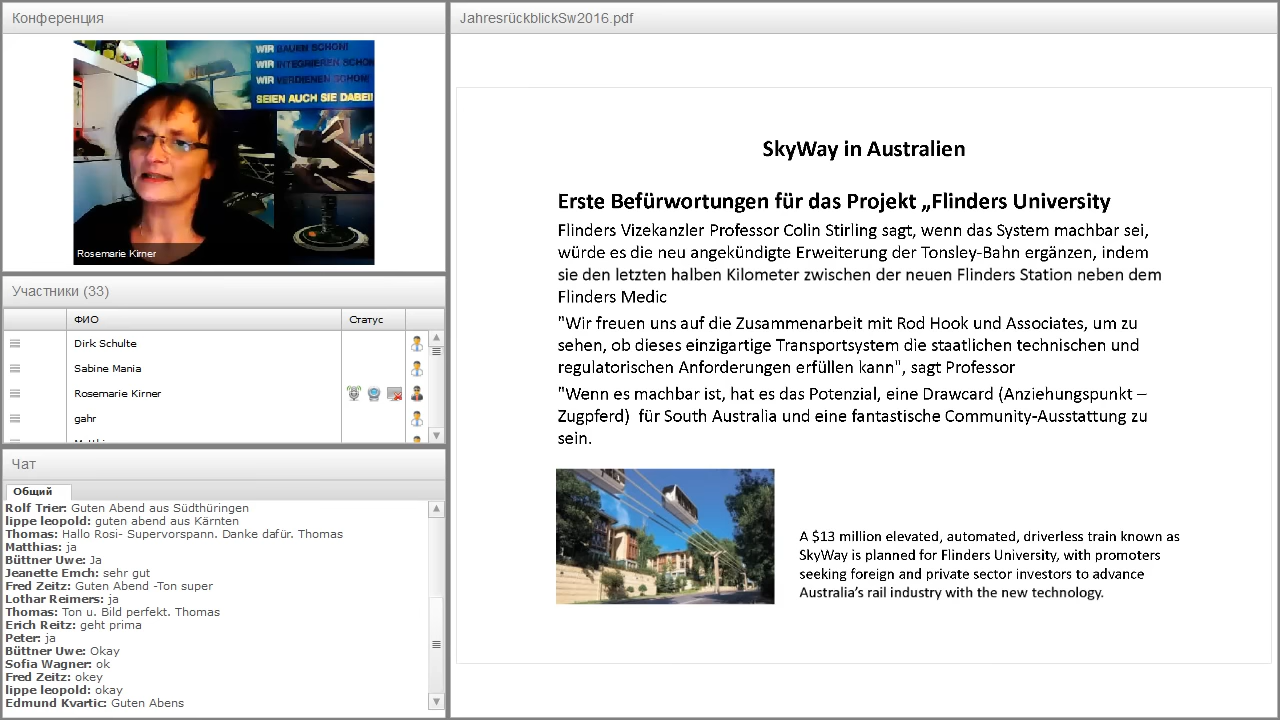 Конференция
WIR BAUEN SCHON!
WIR INTEGRIEREN SCHON
WIR VERDIENEN SCHON!
SEIEN AUCH SIE DABEI!
Rosemarie Kirner
Участники (33)
ФИО Статус
Dirk Schulte
Sabine Mania
Rosemarie Kirner
gahr
Чат
Общий
Rolf Trier: Guten Abend aus Südthüringen
lippe leopold: guten abend aus Kärnten
Thomas: Hallo Rosi- Supervorspann. Danke dafür. Thomas
Matthias: ja
Büttner Uwe: Ja
Jeanette Emch: sehr gut
Fred Zeitz: Guten Abend -Ton super
Lothar Reimers: ja
Thomas: Ton u. Bild perfekt. Thomas
Erich Reitz: geht prima
Peter: ja
Büttner Uwe: Okay
Sofia Wagner: ok
Fred Zeitz: okey
lippe leopold: okay
Edmund Kvartic: Guten Abens
JahresrückblickSw2016.pdf
SkyWay in Australien
Erste Befürwortungen für das Projekt „Flinders University
Flinders Vizekanzler Professor Colin Stirling sagt, wenn das System machbar sei,
würde es die neu angekündigte Erweiterung der Tonsley-Bahn ergänzen, indem
sie den letzten halben Kilometer zwischen der neuen Flinders Station neben dem
Flinders Medic
"Wir freuen uns auf die Zusammenarbeit mit Rod Hook und Associates, um zu
sehen, ob dieses einzigartige Transportsystem die staatlichen technischen und
regulatorischen Anforderungen erfüllen kann", sagt Professor
"Wenn es machbar ist, hat es das Potenzial, eine Drawcard (Anziehungspunkt –
Zugpferd) für South Australia und eine fantastische Community-Ausstattung zu
sein.
A $13 million elevated, automated, driverless train known as
SkyWay is planned for Flinders University, with promoters
seeking foreign and private sector investors to advance
Australia's rail industry with the new technology.